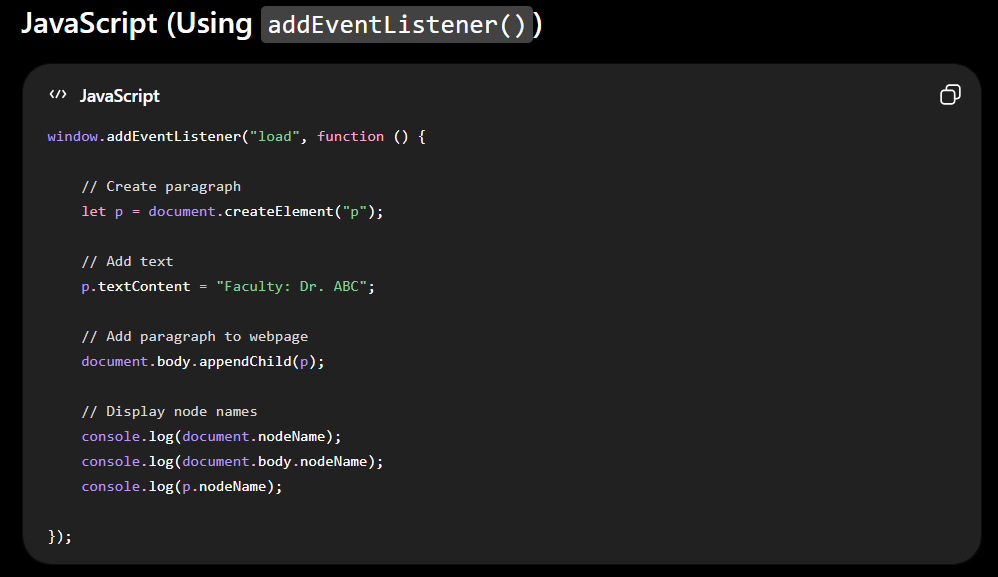 JavaScript (Using addEventListener())
</> JavaScript
window.addEventListener("load", function () {
    // Create paragraph
    let p = document.createElement("p");
    // Add text
    p.textContent = "Faculty: Dr. ABC";
    // Add paragraph to webpage
    document.body.appendChild(p);
    // Display node names
    console.log(document.nodeName);
    console.log(document.body.nodeName);
    console.log(p.nodeName);
});